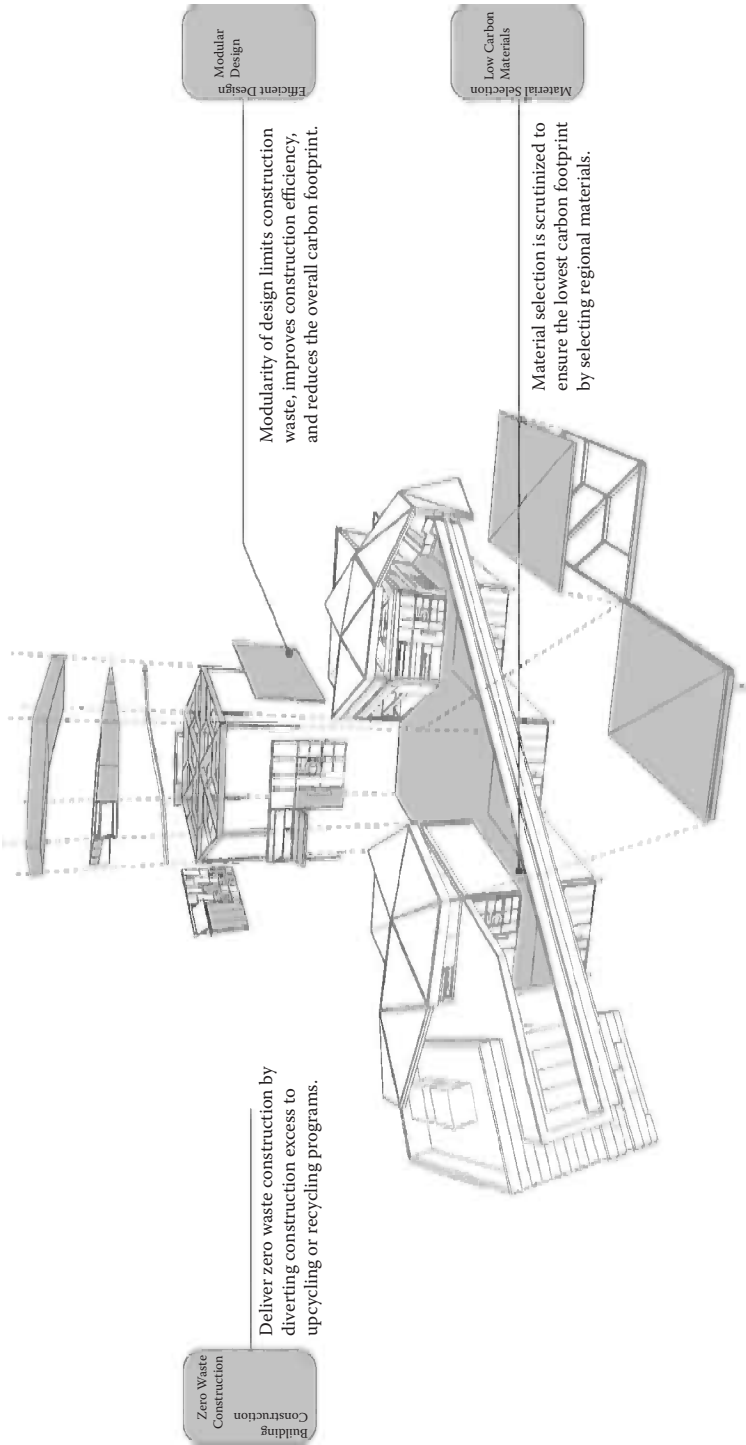 Zero Waste
Construction
Building
Construction
Deliver zero waste construction by
diverting construction excess to
upcycling or recycling programs.
Modular
Design
Efficient Design
Modularity of design limits construction
waste, improves construction efficiency,
and reduces the overall carbon footprint.
Low Carbon
Materials
Material Selection
Material selection is scrutinized to
ensure the lowest carbon footprint
by selecting regional materials.